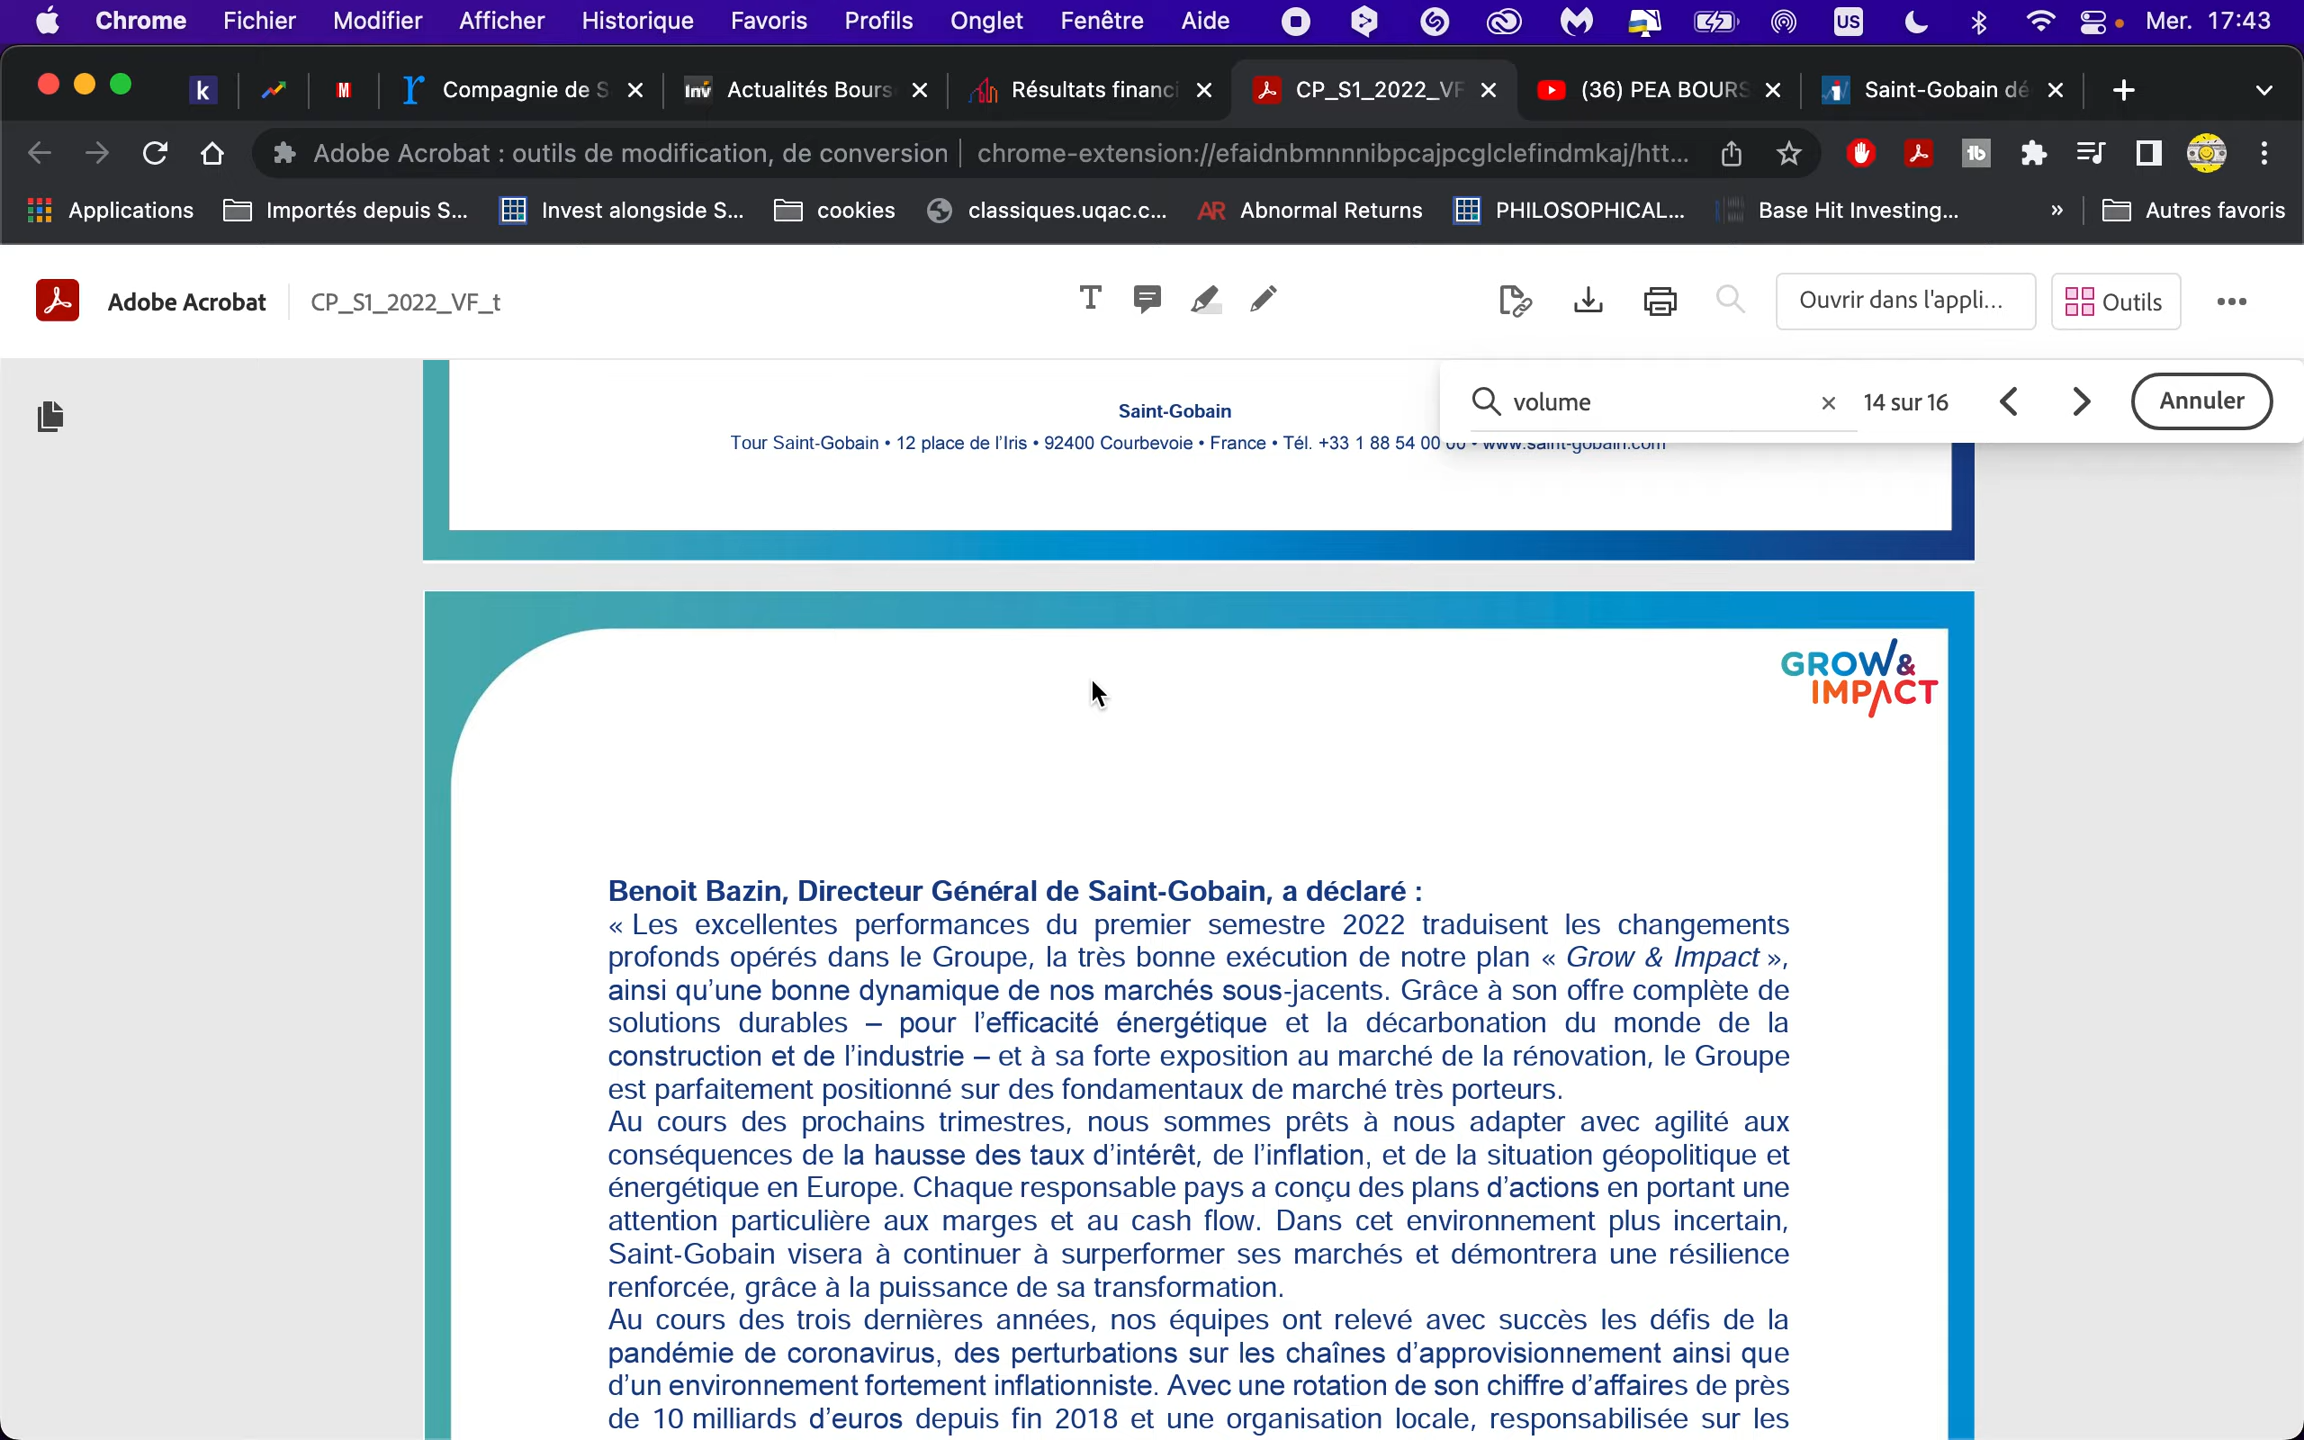 Chrome Fichier Modifier Afficher Historique Favoris Profils Onglet Fenêtre Aide US Mer. 17:43
k M Compagnie de S Inv Actualités Bours Résultats financi CP_S1_2022_VF (36) PEA BOURS Saint-Gobain dé
Adobe Acrobat : outils de modification, de conversion chrome-extension://efaidnbmnnnibpcajpcglclefindmkaj/htt...
Applications Importés depuis S... Invest alongside S... cookies classiques.uqac.c... AR Abnormal Returns PHILOSOPHICAL... Base Hit Investing... » Autres favoris
Adobe Acrobat CP_S1_2022_VF_t Ouvrir dans l'appli... Outils
volume 14 sur 16 Annuler
Saint-Gobain
Tour Saint-Gobain • 12 place de l'Iris • 92400 Courbevoie • France • Tél. +33 1 88 54 00 00 • www.saint-gobain.com
GROW &
IMPACT
Benoit Bazin, Directeur Général de Saint-Gobain, a déclaré :
« Les excellentes performances du premier semestre 2022 traduisent les changements
profonds opérés dans le Groupe, la très bonne exécution de notre plan « Grow & Impact »,
ainsi qu'une bonne dynamique de nos marchés sous-jacents. Grâce à son offre complète de
solutions durables – pour l'efficacité énergétique et la décarbonation du monde de la
construction et de l'industrie – et à sa forte exposition au marché de la rénovation, le Groupe
est parfaitement positionné sur des fondamentaux de marché très porteurs.
Au cours des prochains trimestres, nous sommes prêts à nous adapter avec agilité aux
conséquences de la hausse des taux d'intérêt, de l'inflation, et de la situation géopolitique et
énergétique en Europe. Chaque responsable pays a conçu des plans d'actions en portant une
attention particulière aux marges et au cash flow. Dans cet environnement plus incertain,
Saint-Gobain visera à continuer à surperformer ses marchés et démontrera une résilience
renforcée, grâce à la puissance de sa transformation.
Au cours des trois dernières années, nos équipes ont relevé avec succès les défis de la
pandémie de coronavirus, des perturbations sur les chaînes d'approvisionnement ainsi que
d'un environnement fortement inflationniste. Avec une rotation de son chiffre d'affaires de près
de 10 milliards d'euros depuis fin 2018 et une organisation locale, responsabilisée sur les